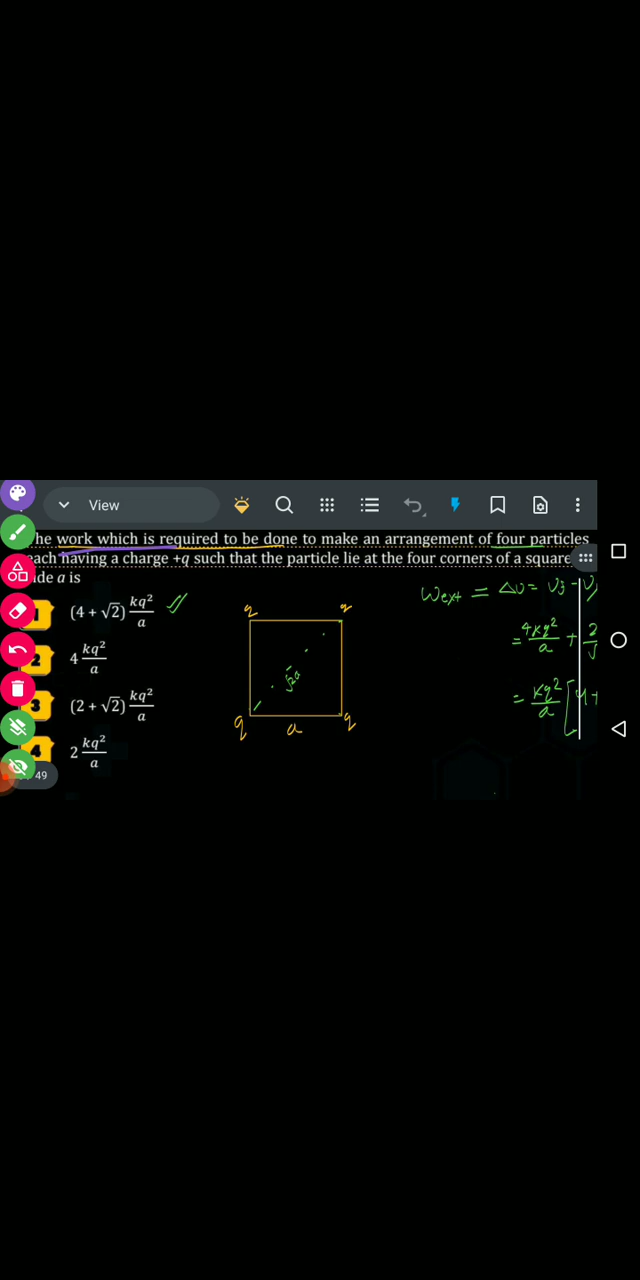 View
he work which is required to be done to make an arrangement of four particles
each having a charge +q such that the particle lie at the four corners of a square
ide a is
1 (4 + √2) kq²/a
2 4 kq²/a
3 (2 + √2) kq²/a
4 2 kq²/a
49
q q
√2a
q a q
Wext = ΔU = Uf - U
= 4kq²/a + 2/√
= kq²/a [4+